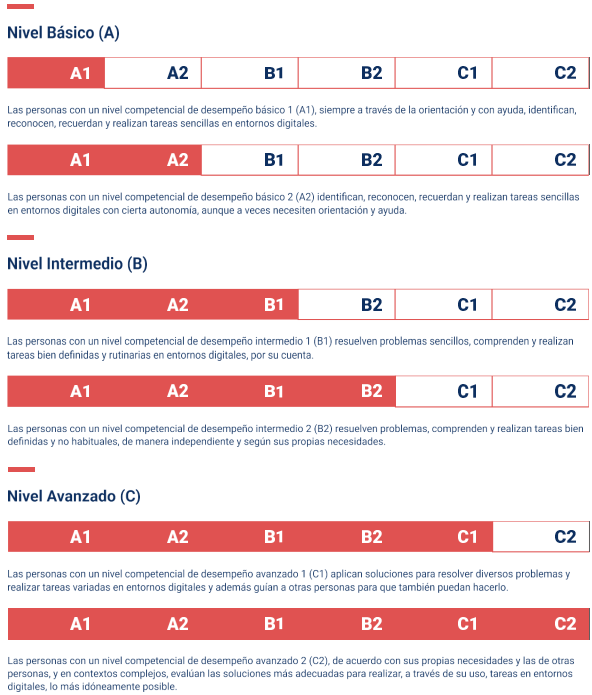 Nivel Básico (A)
A1 A2 B1 B2 C1 C2
Las personas con un nivel competencial de desempeño básico 1 (A1), siempre a través de la orientación y con ayuda, identifican,
reconocen, recuerdan y realizan tareas sencillas en entornos digitales.
A1 A2 B1 B2 C1 C2
Las personas con un nivel competencial de desempeño básico 2 (A2) identifican, reconocen, recuerdan y realizan tareas sencillas
en entornos digitales con cierta autonomía, aunque a veces necesiten orientación y ayuda.
Nivel Intermedio (B)
A1 A2 B1 B2 C1 C2
Las personas con un nivel competencial de desempeño intermedio 1 (B1) resuelven problemas sencillos, comprenden y realizan
tareas bien definidas y rutinarias en entornos digitales, por su cuenta.
A1 A2 B1 B2 C1 C2
Las personas con un nivel competencial de desempeño intermedio 2 (B2) resuelven problemas, comprenden y realizan tareas bien
definidas y no habituales, de manera independiente y según sus propias necesidades.
Nivel Avanzado (C)
A1 A2 B1 B2 C1 C2
Las personas con un nivel competencial de desempeño avanzado 1 (C1) aplican soluciones para resolver diversos problemas y
realizar tareas variadas en entornos digitales y además guían a otras personas para que también puedan hacerlo.
A1 A2 B1 B2 C1 C2
Las personas con un nivel competencial de desempeño avanzado 2 (C2), de acuerdo con sus propias necesidades y las de otras
personas, y en contextos complejos, evalúan las soluciones más adecuadas para realizar, a través de su uso, tareas en entornos
digitales, lo más idóneamente posible.